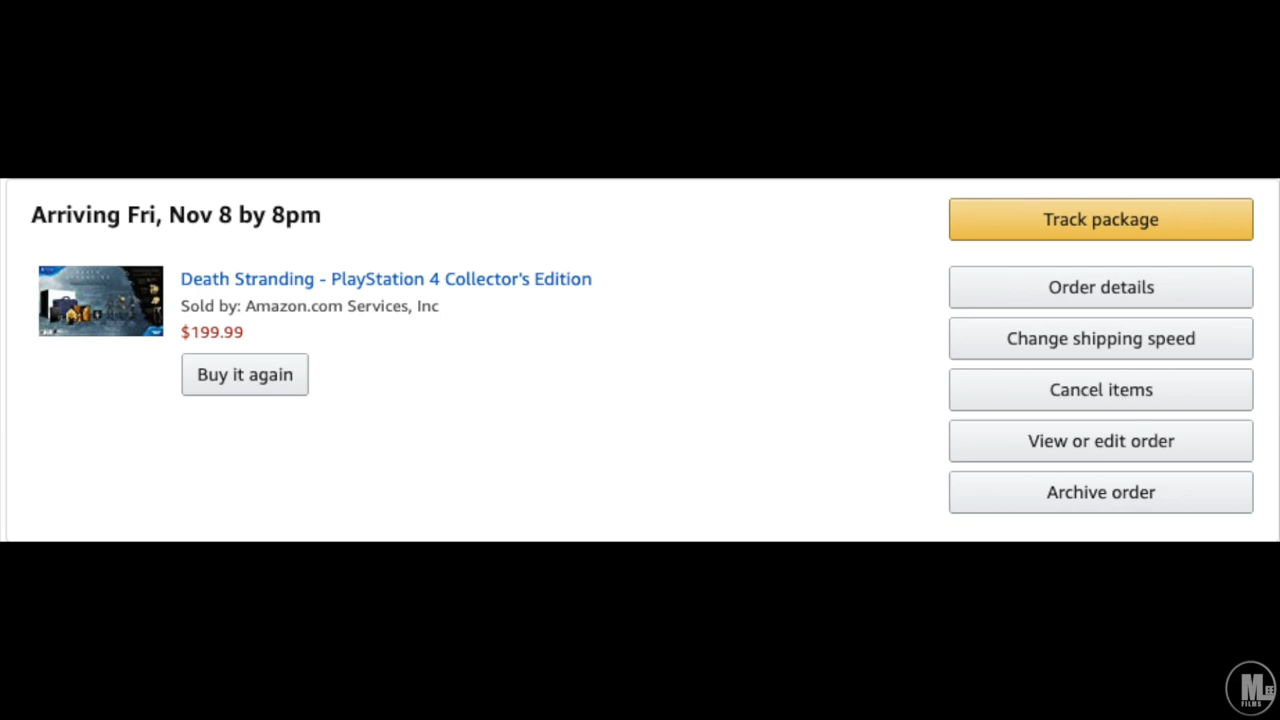 Arriving Fri, Nov 8 by 8pm
Death Stranding - PlayStation 4 Collector's Edition
Sold by: Amazon.com Services, Inc
$199.99
Buy it again
Track package
Order details
Change shipping speed
Cancel items
View or edit order
Archive order
MLEE
FILMS